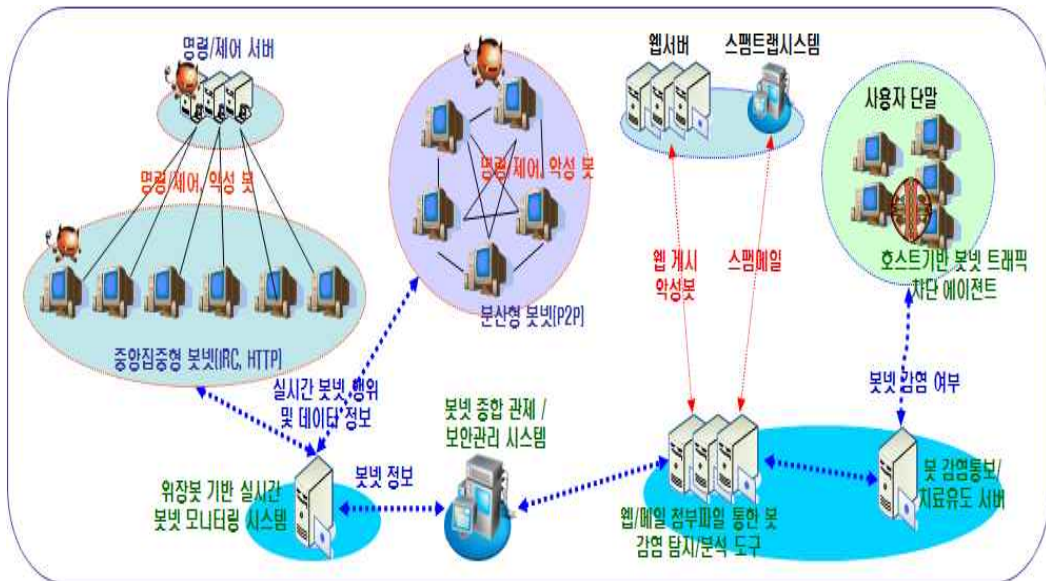 명령/제어 서버
명령/제어, 악성 봇
중앙집중형 봇넷(IRC, HTTP)
명령/제어, 악성 봇
분산형 봇넷(P2P)
웹서버
스팸트랩시스템
사용자 단말
호스트기반 봇넷 트래픽
차단 에이전트
웹 게시
악성봇
스팸메일
실시간 봇넷 행위
및 데이타 정보
봇넷 감염 여부
위장봇 기반 실시간
봇넷 모니터링 시스템
봇넷 정보
봇넷 종합 관제 /
보안관리 시스템
웹/메일 첨부파일 통한 봇
감염 탐지/분석 도구
봇 감염통보/
치료유도 서버